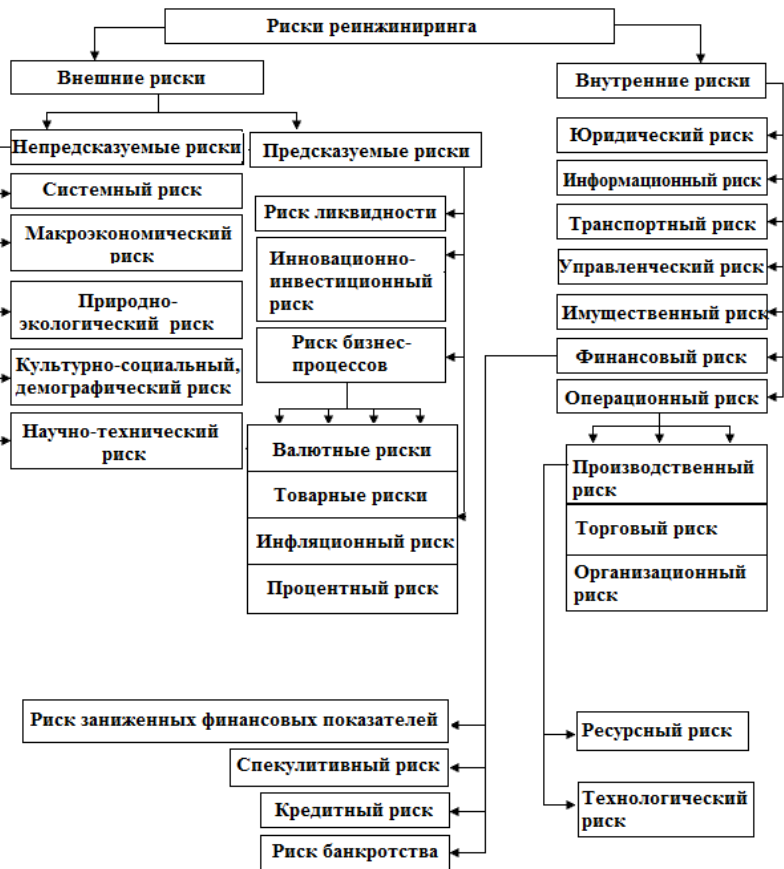 Риски реинжиниринга
Внешние риски
Внутренние риски
Непредсказуемые риски
Предсказуемые риски
Системный риск
Макроэкономический
риск
Природно-
экологический риск
Культурно-социальный,
демографический риск
Научно-технический
риск
Риск ликвидности
Инновационно-
инвестиционный
риск
Риск бизнес-
процессов
Валютные риски
Товарные риски
Инфляционный риск
Процентный риск
Юридический риск
Информационный риск
Транспортный риск
Управленческий риск
Имущественный риск
Финансовый риск
Операционный риск
Производственный
риск
Торговый риск
Организационный
риск
Риск заниженных финансовых показателей
Спекулитивный риск
Кредитный риск
Риск банкротства
Ресурсный риск
Технологический
риск